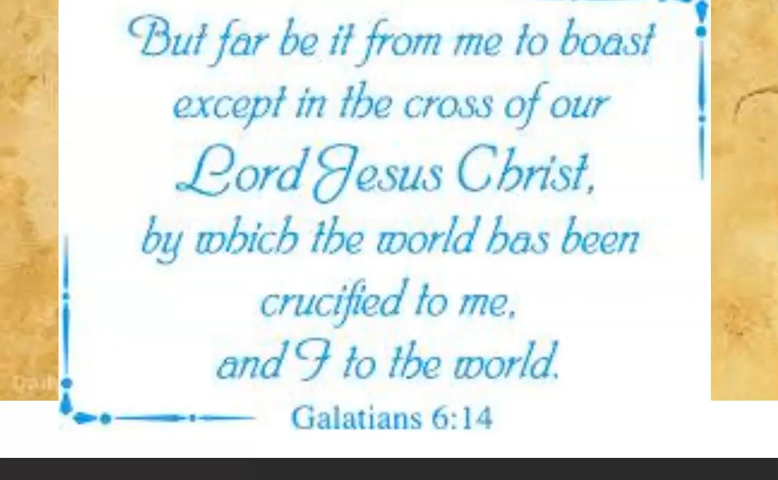 But far be it from me to boast
except in the cross of our
Lord Jesus Christ,
by which the world has been
crucified to me,
and I to the world.
Galatians 6:14